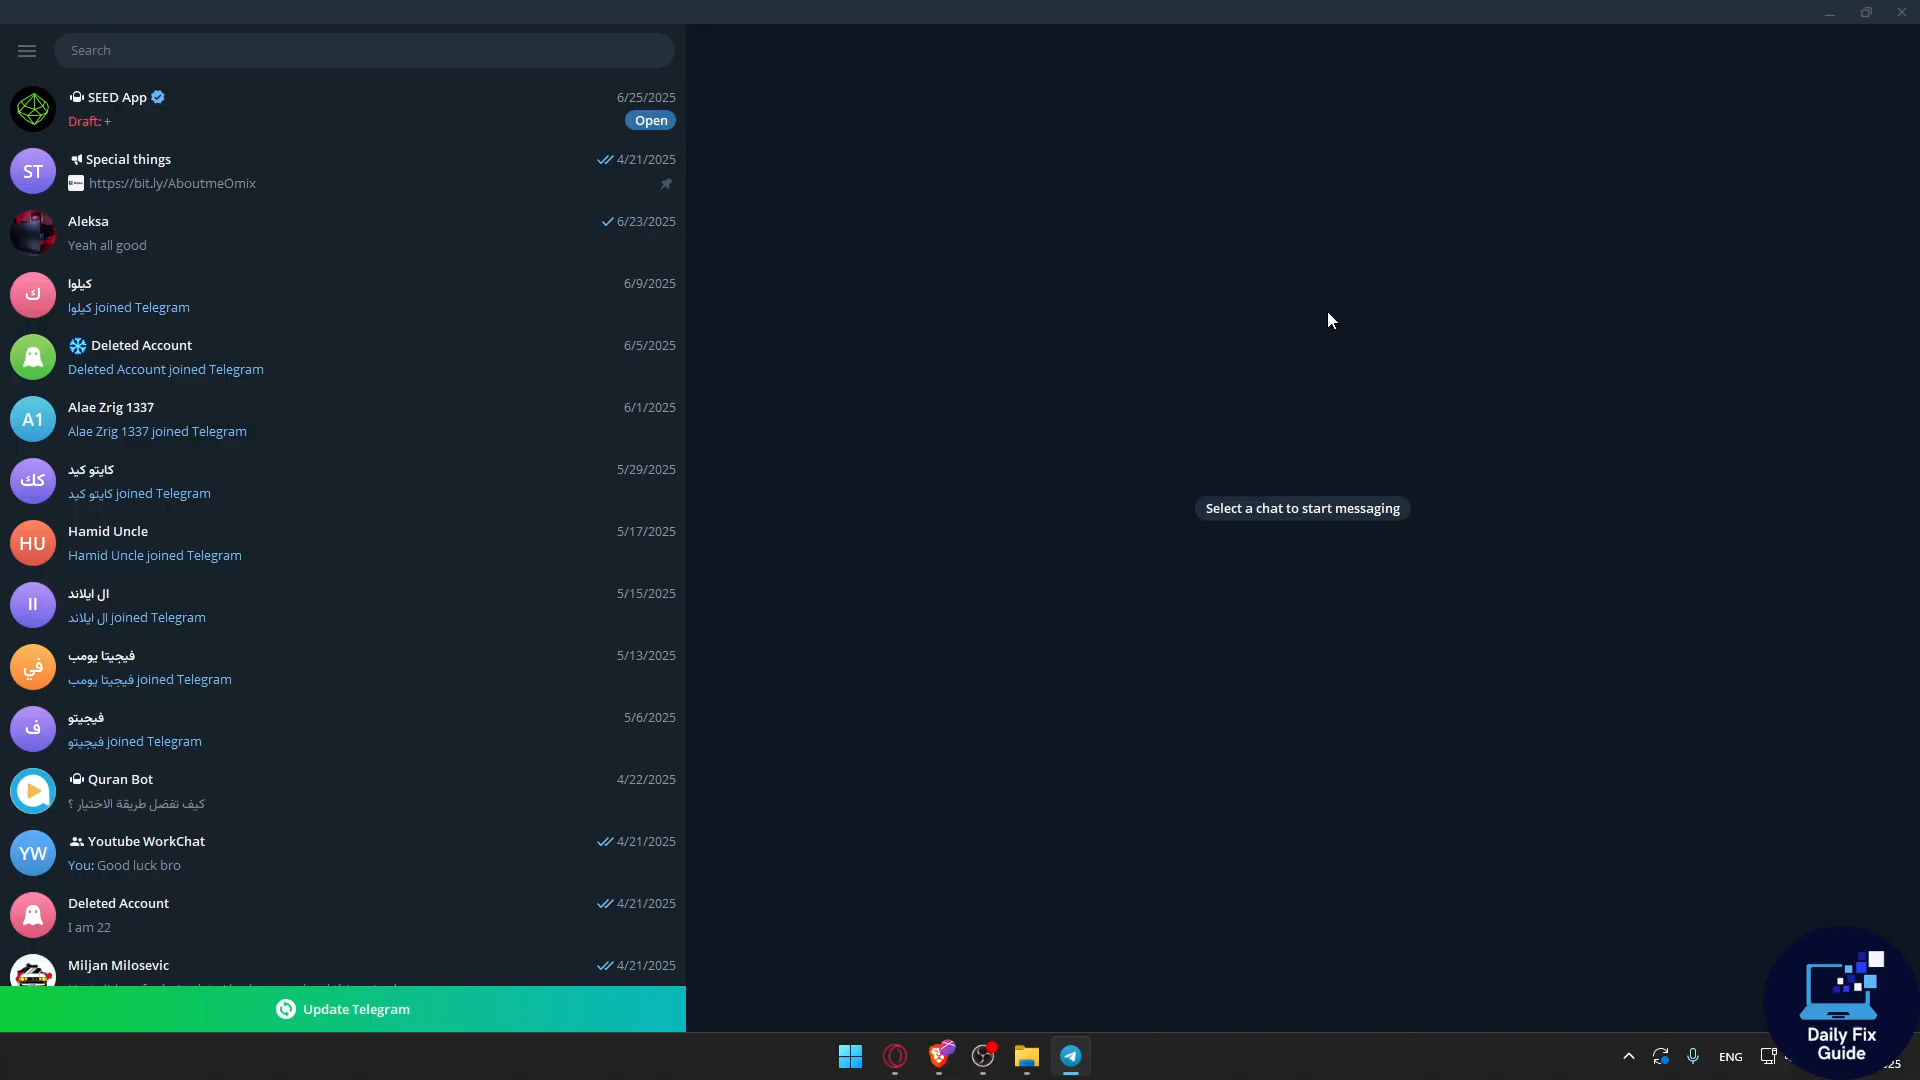 Search
SEED App
6/25/2025
Draft: +
Open
ST
Special things
4/21/2025
https://bit.ly/AboutmeOmix
Aleksa
6/23/2025
Yeah all good
ك
كيلوا
6/9/2025
كيلوا joined Telegram
Deleted Account
6/5/2025
Deleted Account joined Telegram
A1
Alae Zrig 1337
6/1/2025
Alae Zrig 1337 joined Telegram
كك
كايتو كيد
5/29/2025
كايتو كيد joined Telegram
HU
Hamid Uncle
5/17/2025
Hamid Uncle joined Telegram
اا
ال ايلاند
5/15/2025
ال ايلاند joined Telegram
في
فيجيتا يومب
5/13/2025
فيجيتا يومب joined Telegram
ف
فيجيتو
5/6/2025
فيجيتو joined Telegram
Quran Bot
4/22/2025
كيف تفضل طريقة الاختيار ؟
YW
Youtube WorkChat
4/21/2025
You: Good luck bro
Deleted Account
4/21/2025
I am 22
Miljan Milosevic
4/21/2025
Update Telegram
Select a chat to start messaging
ENG
Daily Fix
Guide